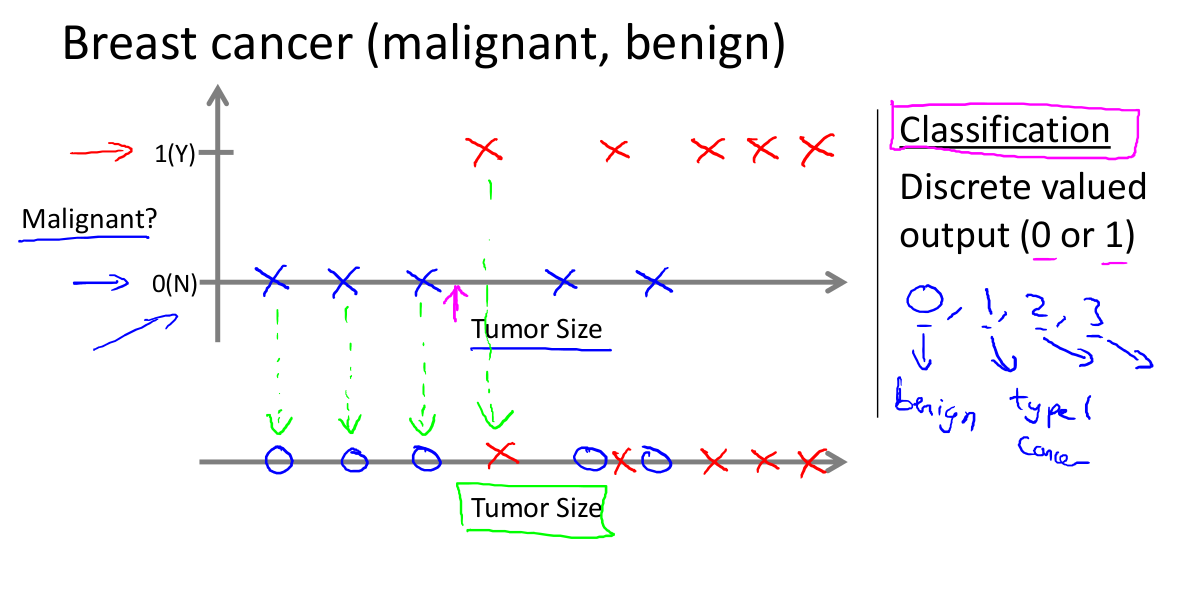 Breast cancer (malignant, benign)
1(Y)
Malignant?
0(N)
Tumor Size
Tumor Size
Classification
Discrete valued
output (0 or 1)
0, 1, 2, 3
benign
type 1
cancer